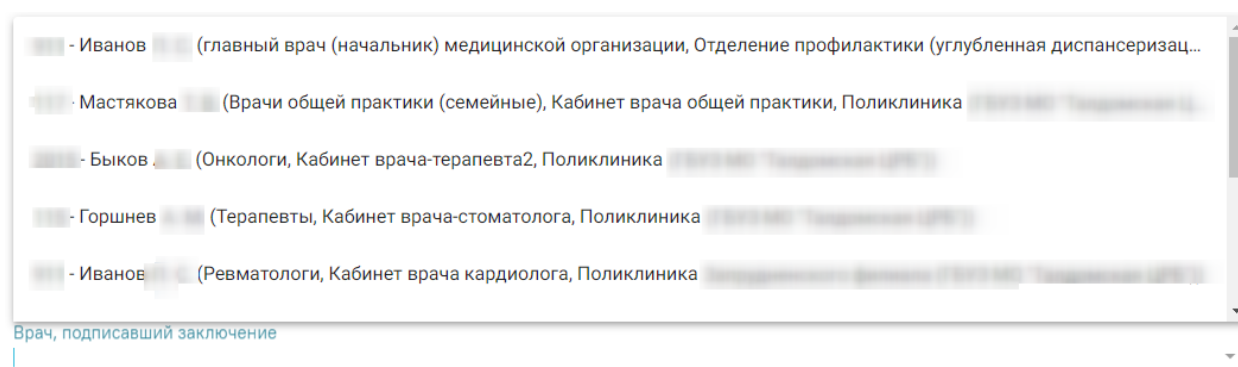 - Иванов (главный врач (начальник) медицинской организации, Отделение профилактики (углубленная диспансеризац...
- Мастякова (Врачи общей практики (семейные), Кабинет врача общей практики, Поликлиника
- Быков (Онкологи, Кабинет врача-терапевта2, Поликлиника
- Горшнев (Терапевты, Кабинет врача-стоматолога, Поликлиника
- Иванов (Ревматологи, Кабинет врача кардиолога, Поликлиника
Врач, подписавший заключение